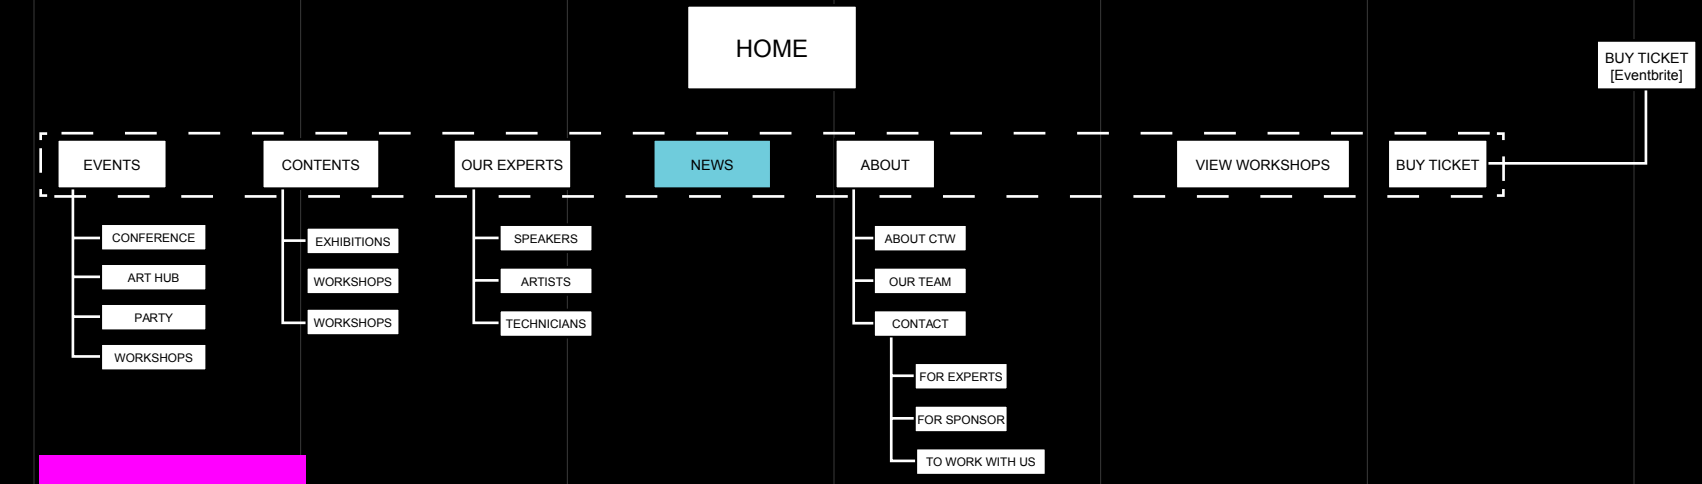 HOME
BUY TICKET
[Eventbrite]
EVENTS
CONTENTS
OUR EXPERTS
NEWS
ABOUT
VIEW WORKSHOPS
BUY TICKET
CONFERENCE
ART HUB
PARTY
WORKSHOPS
EXHIBITIONS
WORKSHOPS
WORKSHOPS
SPEAKERS
ARTISTS
TECHNICIANS
ABOUT CTW
OUR TEAM
CONTACT
FOR EXPERTS
FOR SPONSOR
TO WORK WITH US